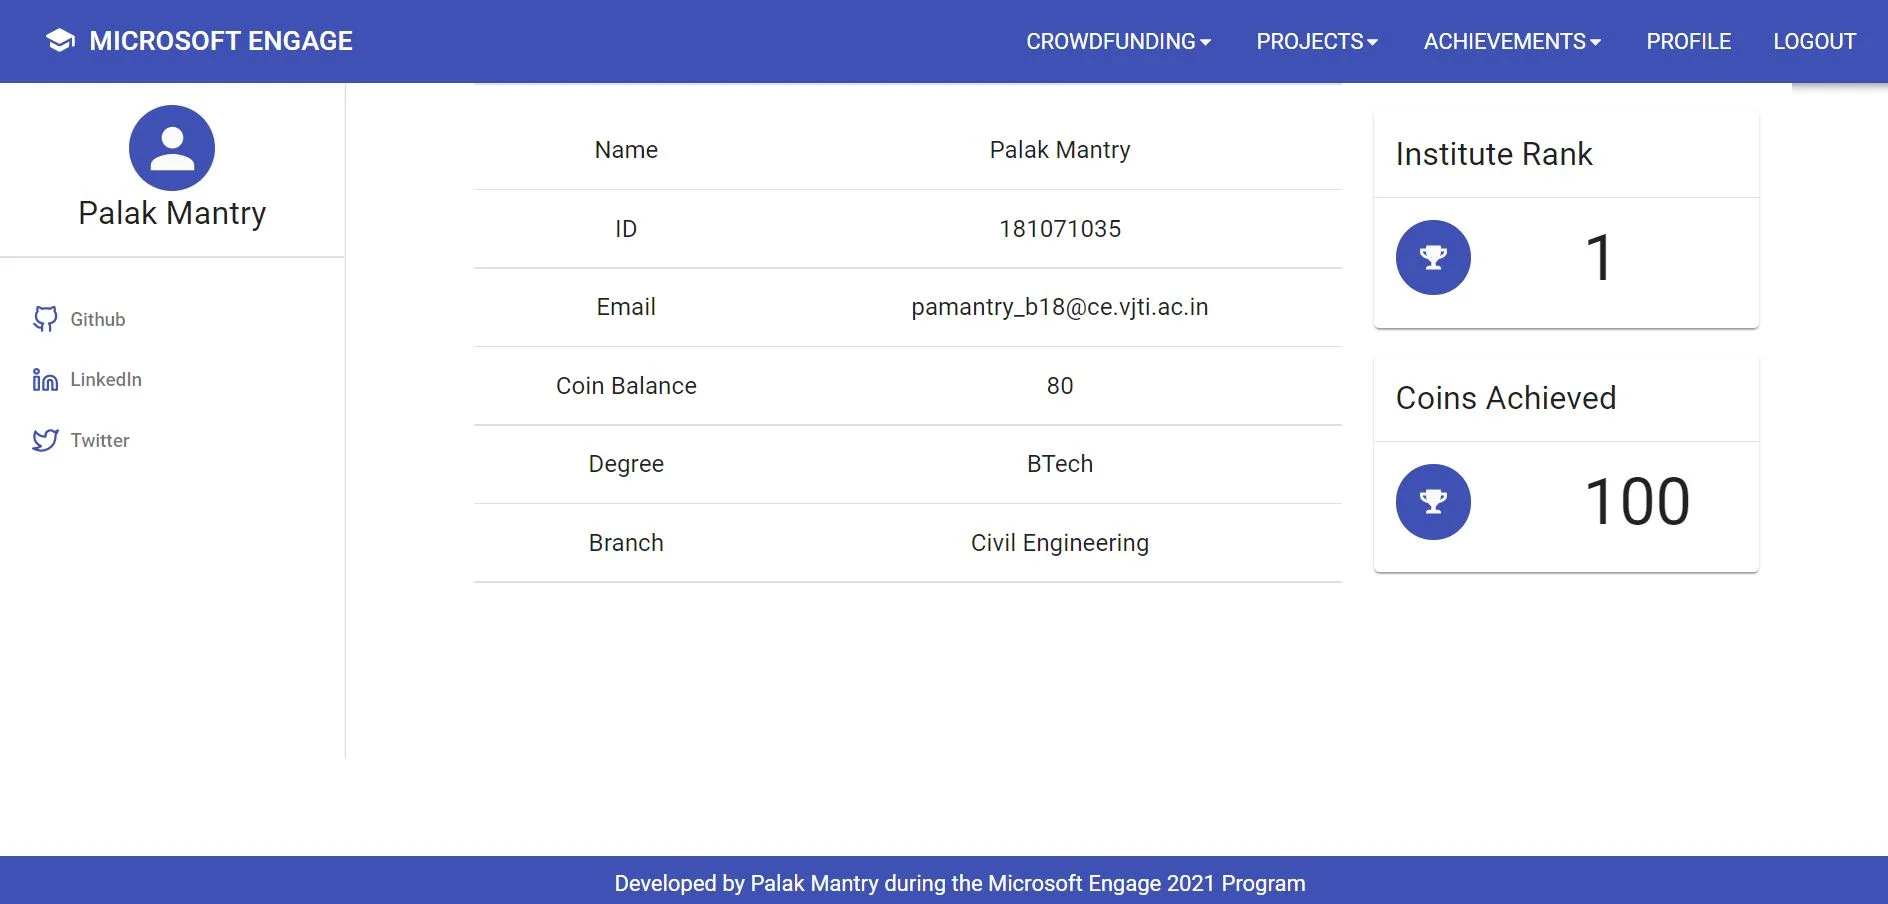 MICROSOFT ENGAGE
CROWDFUNDING PROJECTS ACHIEVEMENTS PROFILE LOGOUT
Palak Mantry
Github
LinkedIn
Twitter
Name Palak Mantry
ID 181071035
Email pamantry_b18@ce.vjti.ac.in
Coin Balance 80
Degree BTech
Branch Civil Engineering
Institute Rank
1
Coins Achieved
100
Developed by Palak Mantry during the Microsoft Engage 2021 Program